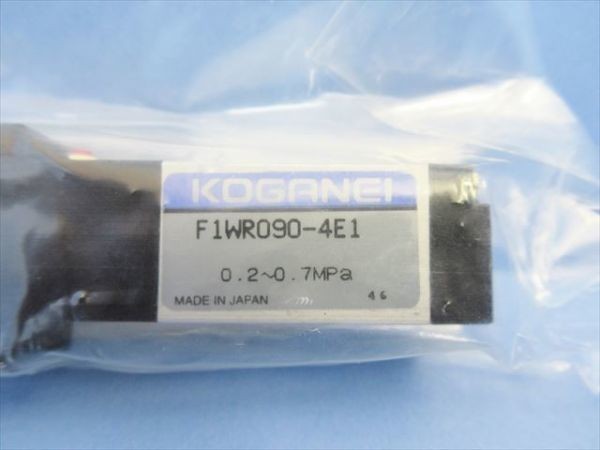 KOGANEI
F1WR090-4E1
0.2~0.7MPa
MADE IN JAPAN 46